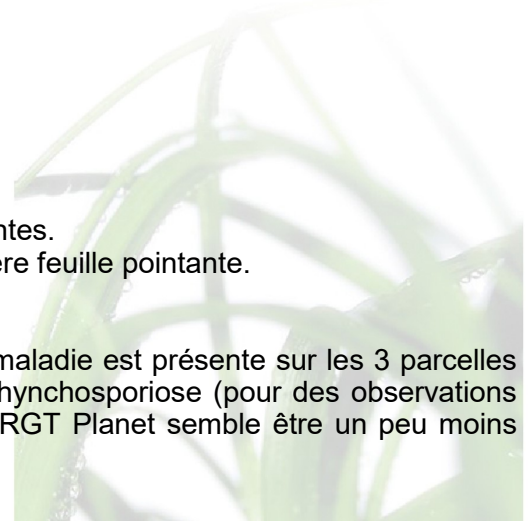 ntes.
ère feuille pointante.
maladie est présente sur les 3 parcelles
hynchosporiose (pour des observations
RGT Planet semble être un peu moins